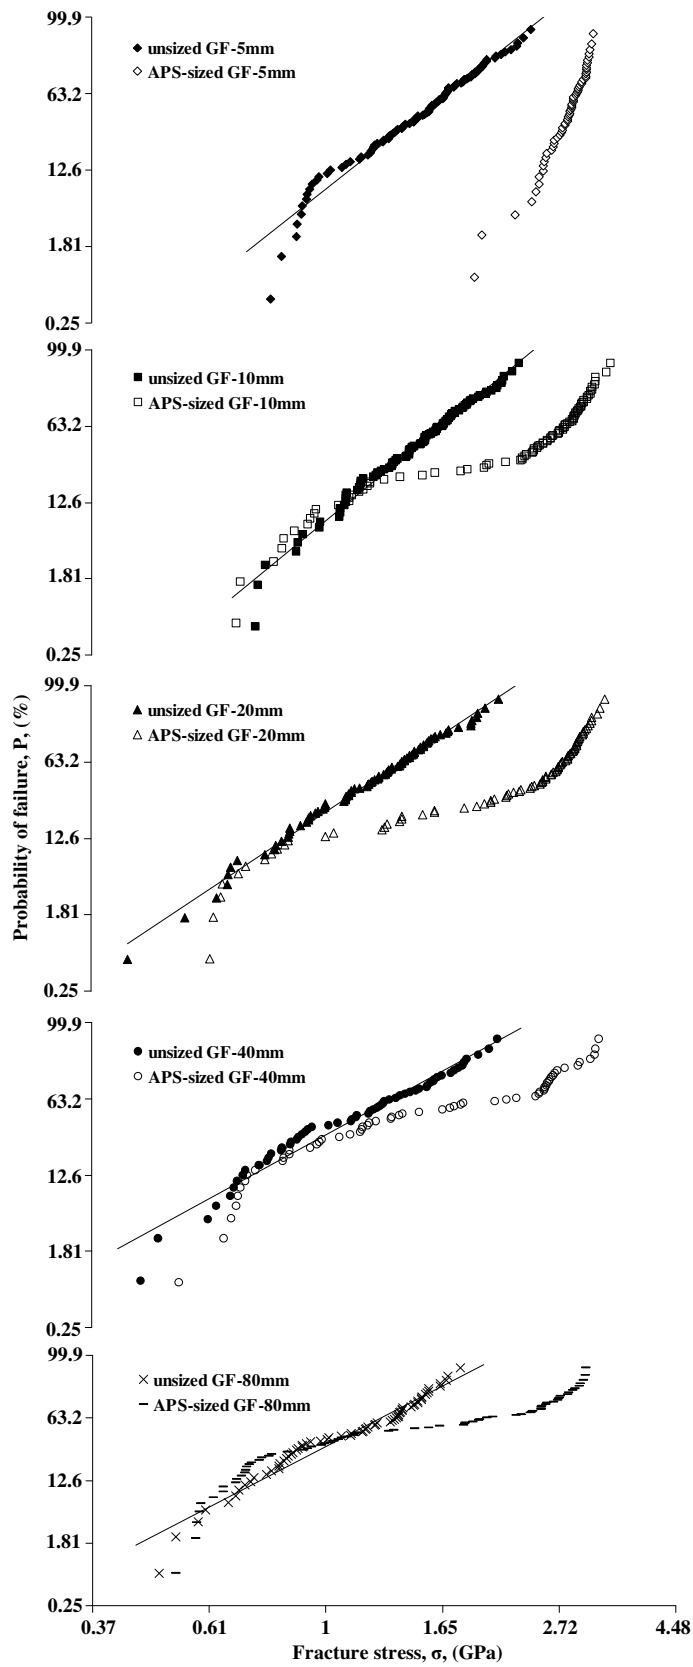 99.9
unsized GF-5mm
APS-sized GF-5mm
63.2
12.6
1.81
0.25
99.9
unsized GF-10mm
APS-sized GF-10mm
63.2
12.6
1.81
0.25
Probability of failure, P, (%)
99.9
unsized GF-20mm
APS-sized GF-20mm
63.2
12.6
1.81
0.25
99.9
unsized GF-40mm
APS-sized GF-40mm
63.2
12.6
1.81
0.25
99.9
unsized GF-80mm
APS-sized GF-80mm
63.2
12.6
1.81
0.25
0.37 0.61 1 1.65 2.72 4.48
Fracture stress, σ, (GPa)